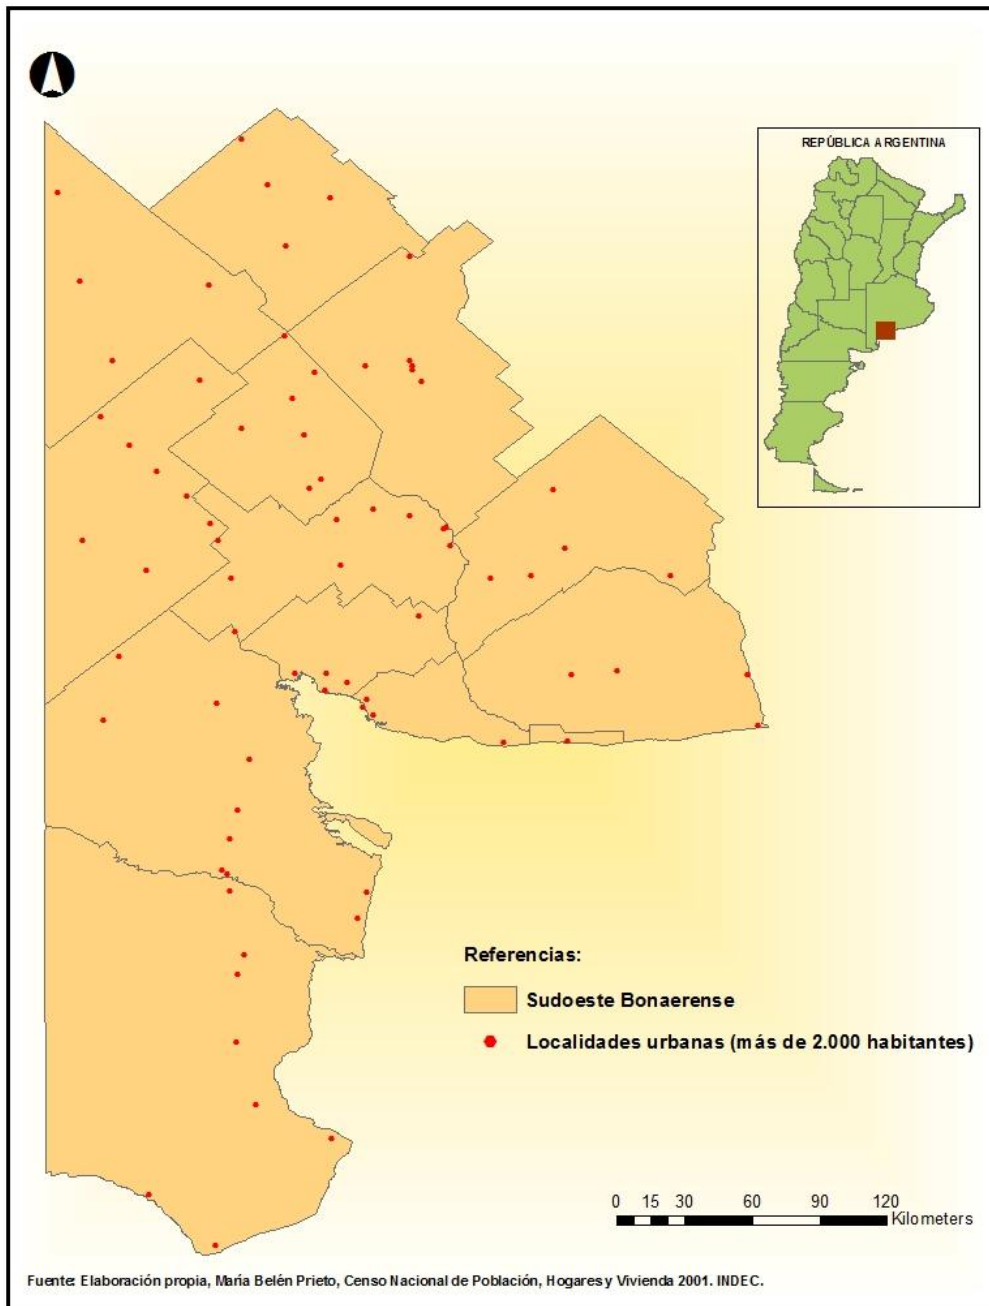 REPÚBLICA ARGENTINA
Referencias:
Sudoeste Bonaerense
Localidades urbanas (más de 2.000 habitantes)
0 15 30 60 90 120
Kilometers
Fuente: Elaboración propia, María Belén Prieto, Censo Nacional de Población, Hogares y Vivienda 2001. INDEC.